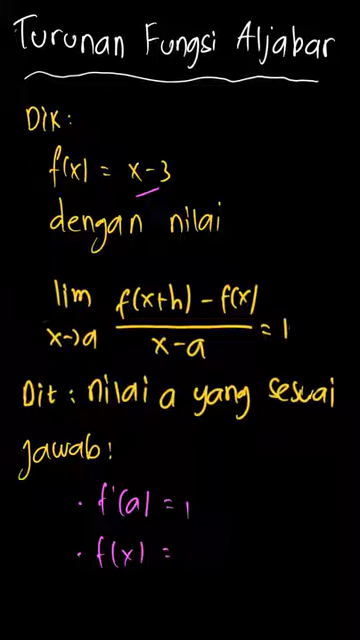 Turunan Fungsi Aljabar
Dik:
f(x) = x-3
dengan nilai
lim x→a f(x+h) - f(x) / x-a = 1
Dit : nilai a yang sesuai
Jawab:
· f'(a) = 1
· f(x) =